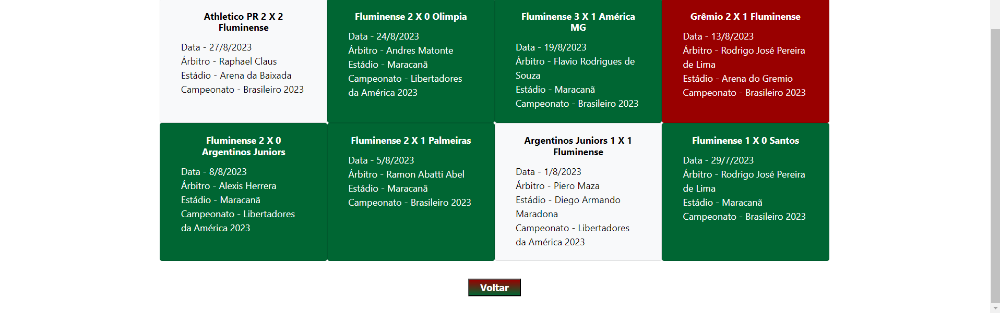 Athletico PR 2 X 2
Fluminense
Data - 27/8/2023
Árbitro - Raphael Claus
Estádio - Arena da Baixada
Campeonato - Brasileiro 2023
Fluminense 2 X 0 Olimpia
Data - 24/8/2023
Árbitro - Andres Matonte
Estádio - Maracanã
Campeonato - Libertadores
da América 2023
Fluminense 3 X 1 América
MG
Data - 19/8/2023
Árbitro - Flavio Rodrigues de
Souza
Estádio - Maracanã
Campeonato - Brasileiro 2023
Grêmio 2 X 1 Fluminense
Data - 13/8/2023
Árbitro - Rodrigo José Pereira
de Lima
Estádio - Arena do Gremio
Campeonato - Brasileiro 2023
Fluminense 2 X 0
Argentinos Juniors
Data - 8/8/2023
Árbitro - Alexis Herrera
Estádio - Maracanã
Campeonato - Libertadores
da América 2023
Fluminense 2 X 1 Palmeiras
Data - 5/8/2023
Árbitro - Ramon Abatti Abel
Estádio - Maracanã
Campeonato - Brasileiro 2023
Argentinos Juniors 1 X 1
Fluminense
Data - 1/8/2023
Árbitro - Piero Maza
Estádio - Diego Armando
Maradona
Campeonato - Libertadores
da América 2023
Fluminense 1 X 0 Santos
Data - 29/7/2023
Árbitro - Rodrigo José Pereira
de Lima
Estádio - Maracanã
Campeonato - Brasileiro 2023
Voltar